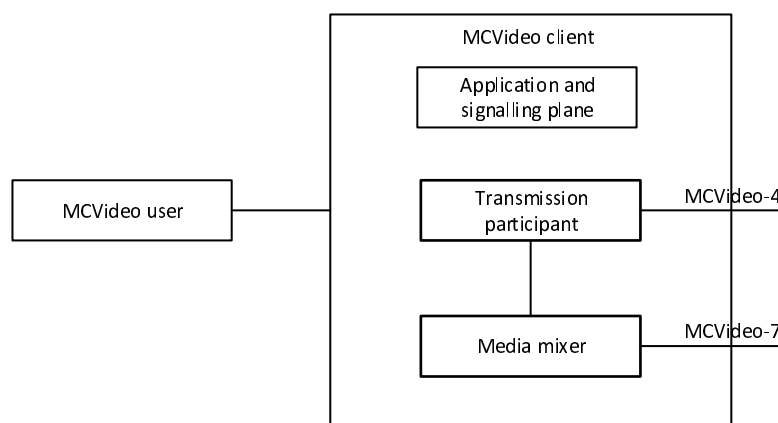 MCVideo client
Application and
signalling plane
MCVideo user
Transmission
participant
MCVideo-4
Media mixer
MCVideo-7